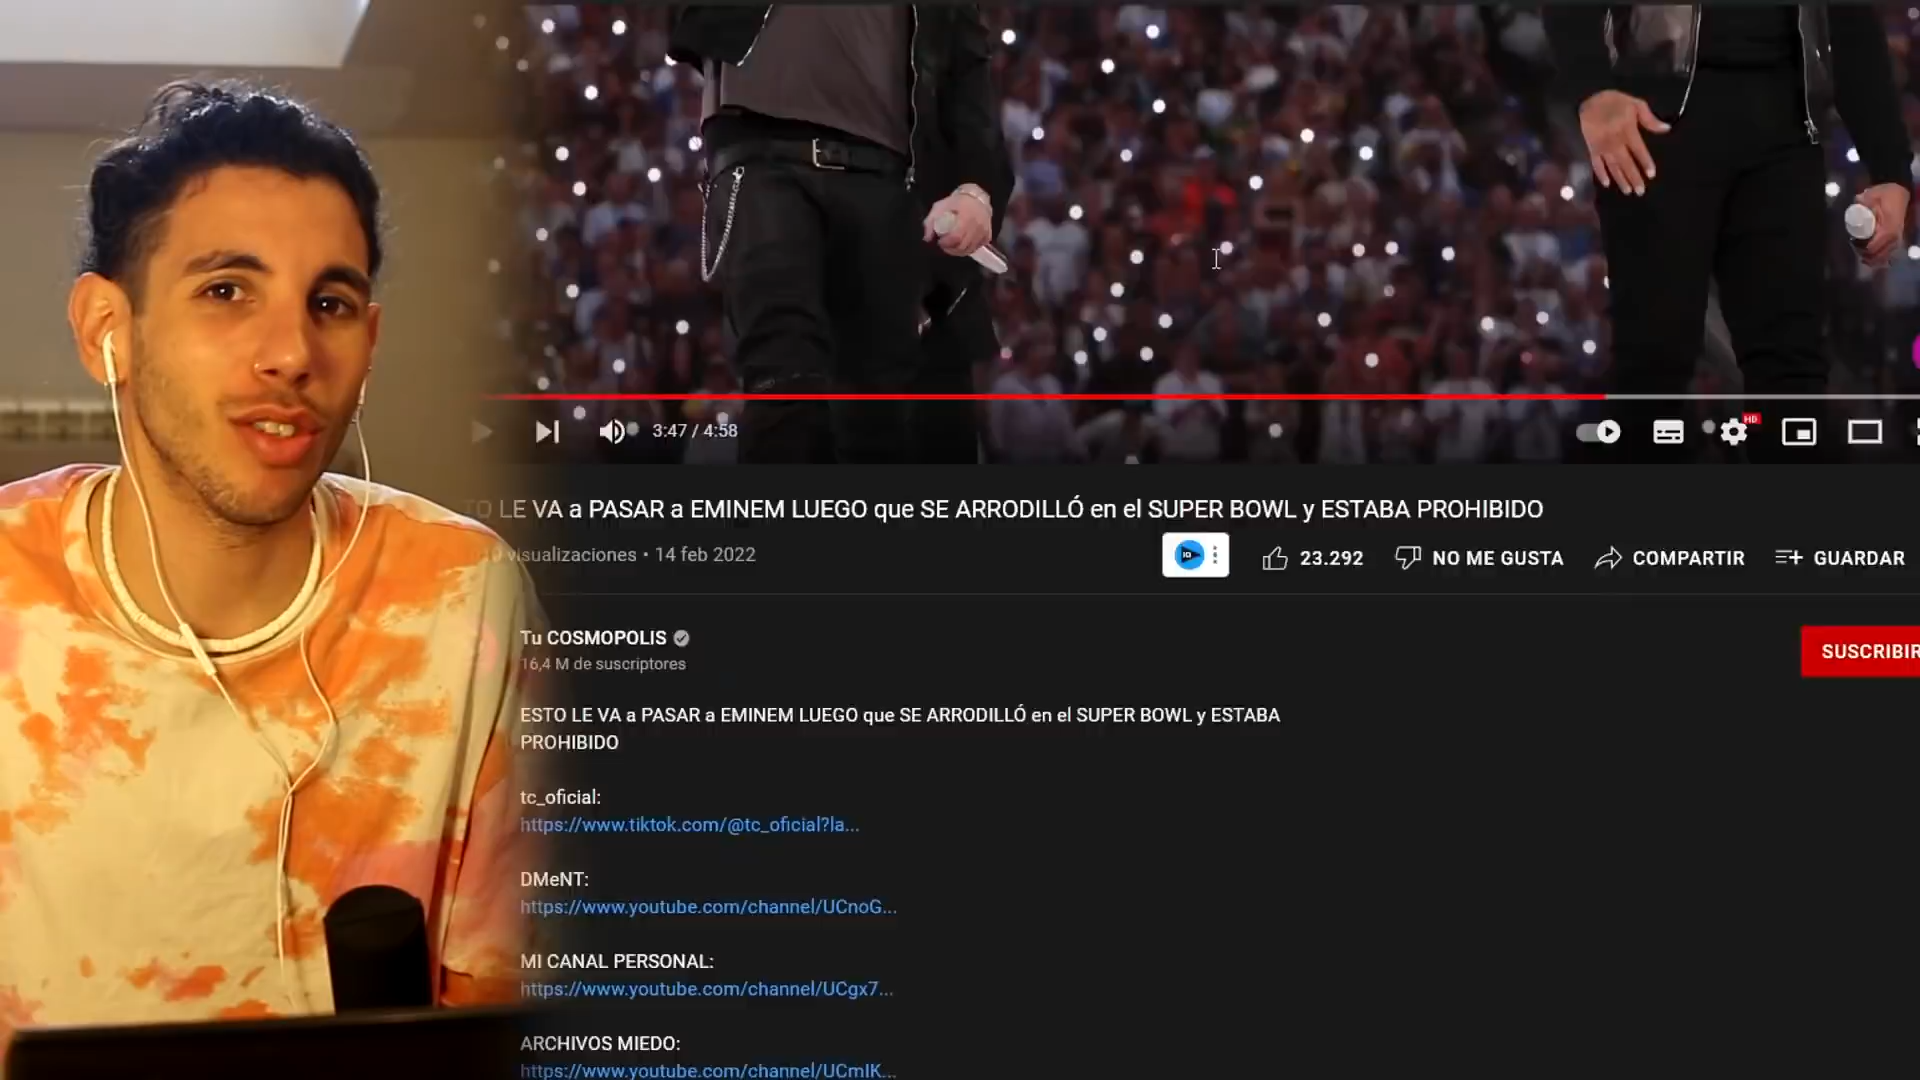 HD
3:47 / 4:58
TO LE VA a PASAR a EMINEM LUEGO que SE ARRODILLÓ en el SUPER BOWL y ESTABA PROHIBIDO
visualizaciones • 14 feb 2022
23.292
NO ME GUSTA
COMPARTIR
GUARDAR
Tu COSMOPOLIS
16,4 M de suscriptores
SUSCRIBIR
ESTO LE VA a PASAR a EMINEM LUEGO que SE ARRODILLÓ en el SUPER BOWL y ESTABA
PROHIBIDO
tc_oficial:
https://www.tiktok.com/@tc_oficial?la...
DMeNT:
https://www.youtube.com/channel/UCnoG...
MI CANAL PERSONAL:
https://www.youtube.com/channel/UCgx7...
ARCHIVOS MIEDO:
https://www.youtube.com/channel/UCmIK...